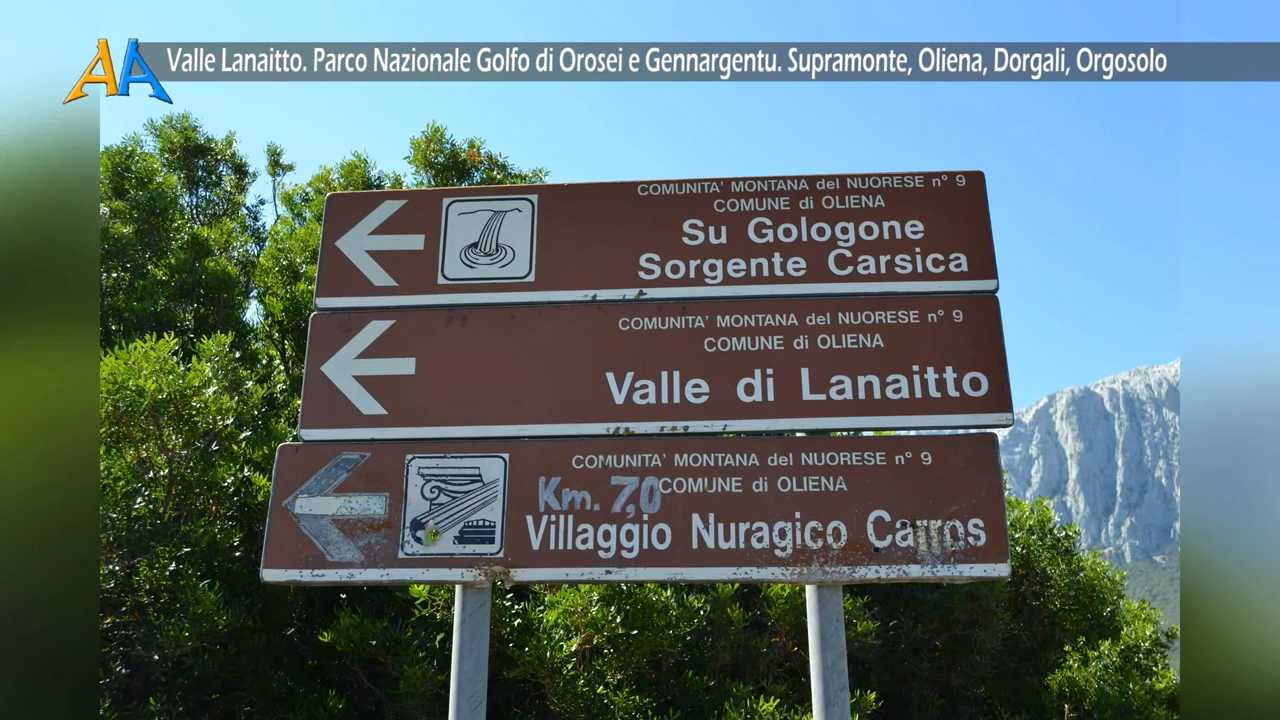 AA
Valle Lanaitto. Parco Nazionale Golfo di Orosei e Gennargentu. Supramonte, Oliena, Dorgali, Orgosolo
COMUNITA' MONTANA del NUORESE n° 9
COMUNE di OLIENA
Su Gologone
Sorgente Carsica
COMUNITA' MONTANA del NUORESE n° 9
COMUNE di OLIENA
Valle di Lanaitto
COMUNITA' MONTANA del NUORESE n° 9
Km. 7,0 COMUNE di OLIENA
Villaggio Nuragico Carros